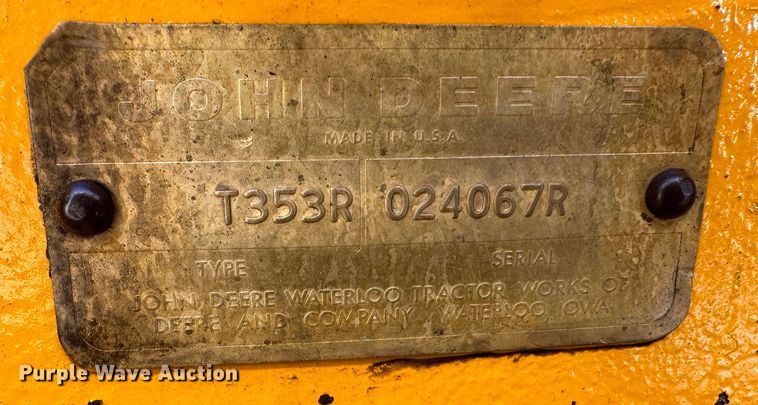 JOHN DEERE
MADE IN U.S.A.
T353R 024067R
TYPE SERIAL
JOHN DEERE WATERLOO TRACTOR WORKS OF
DEERE AND COMPANY WATERLOO, IOWA
Purple Wave Auction